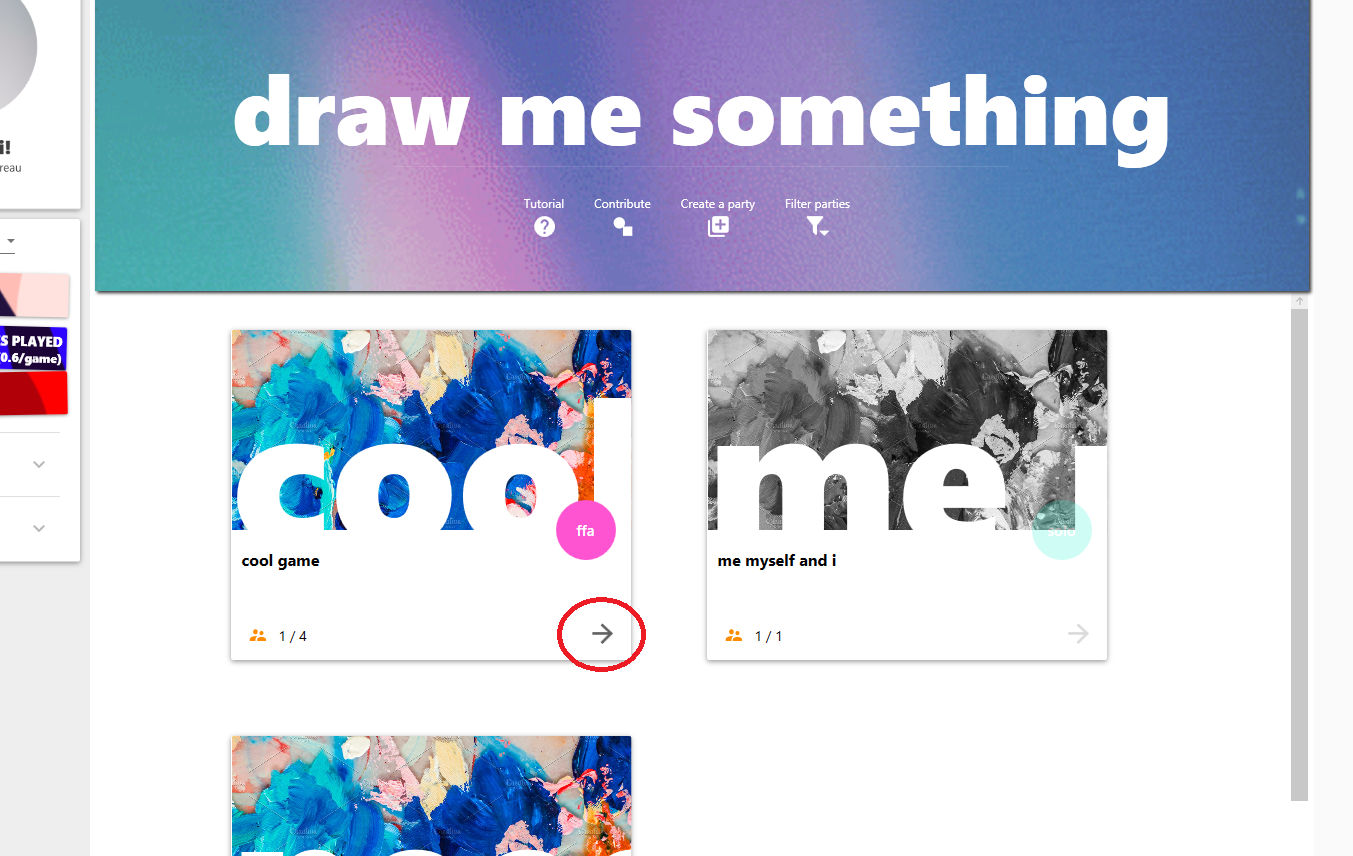 draw me something
Tutorial
Contribute
Create a party
Filter parties
i!
reau
S PLAYED
0.6/game)
cool
ffa
cool game
1 / 4
me
solo
me myself and i
1 / 1